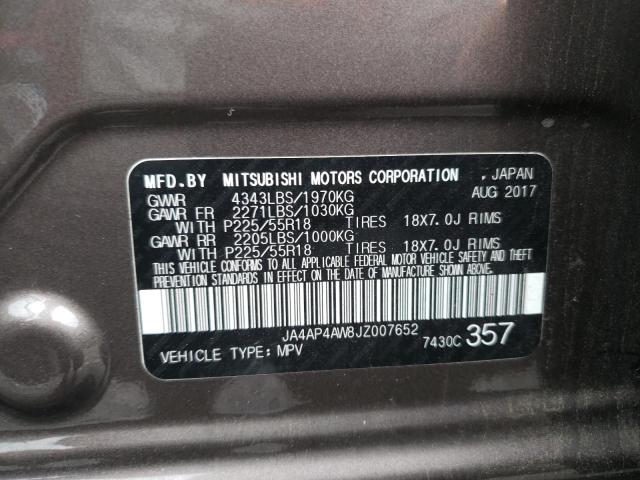 MFD.BY MITSUBISHI MOTORS CORPORATION , JAPAN
GVWR 4343LBS/1970KG AUG 2017
GAWR FR 2271LBS/1030KG
WITH P225/55R18 TIRES 18X7.0J RIMS
GAWR RR 2205LBS/1000KG
WITH P225/55R18 TIRES 18X7.0J RIMS
THIS VEHICLE CONFORMS TO ALL APPLICABLE FEDERAL MOTOR VEHICLE SAFETY AND THEFT
PREVENTION STANDARDS IN EFFECT ON THE DATE OF MANUFACTURE SHOWN ABOVE.
JA4AP4AW8JZ007652
VEHICLE TYPE: MPV 7430C 357